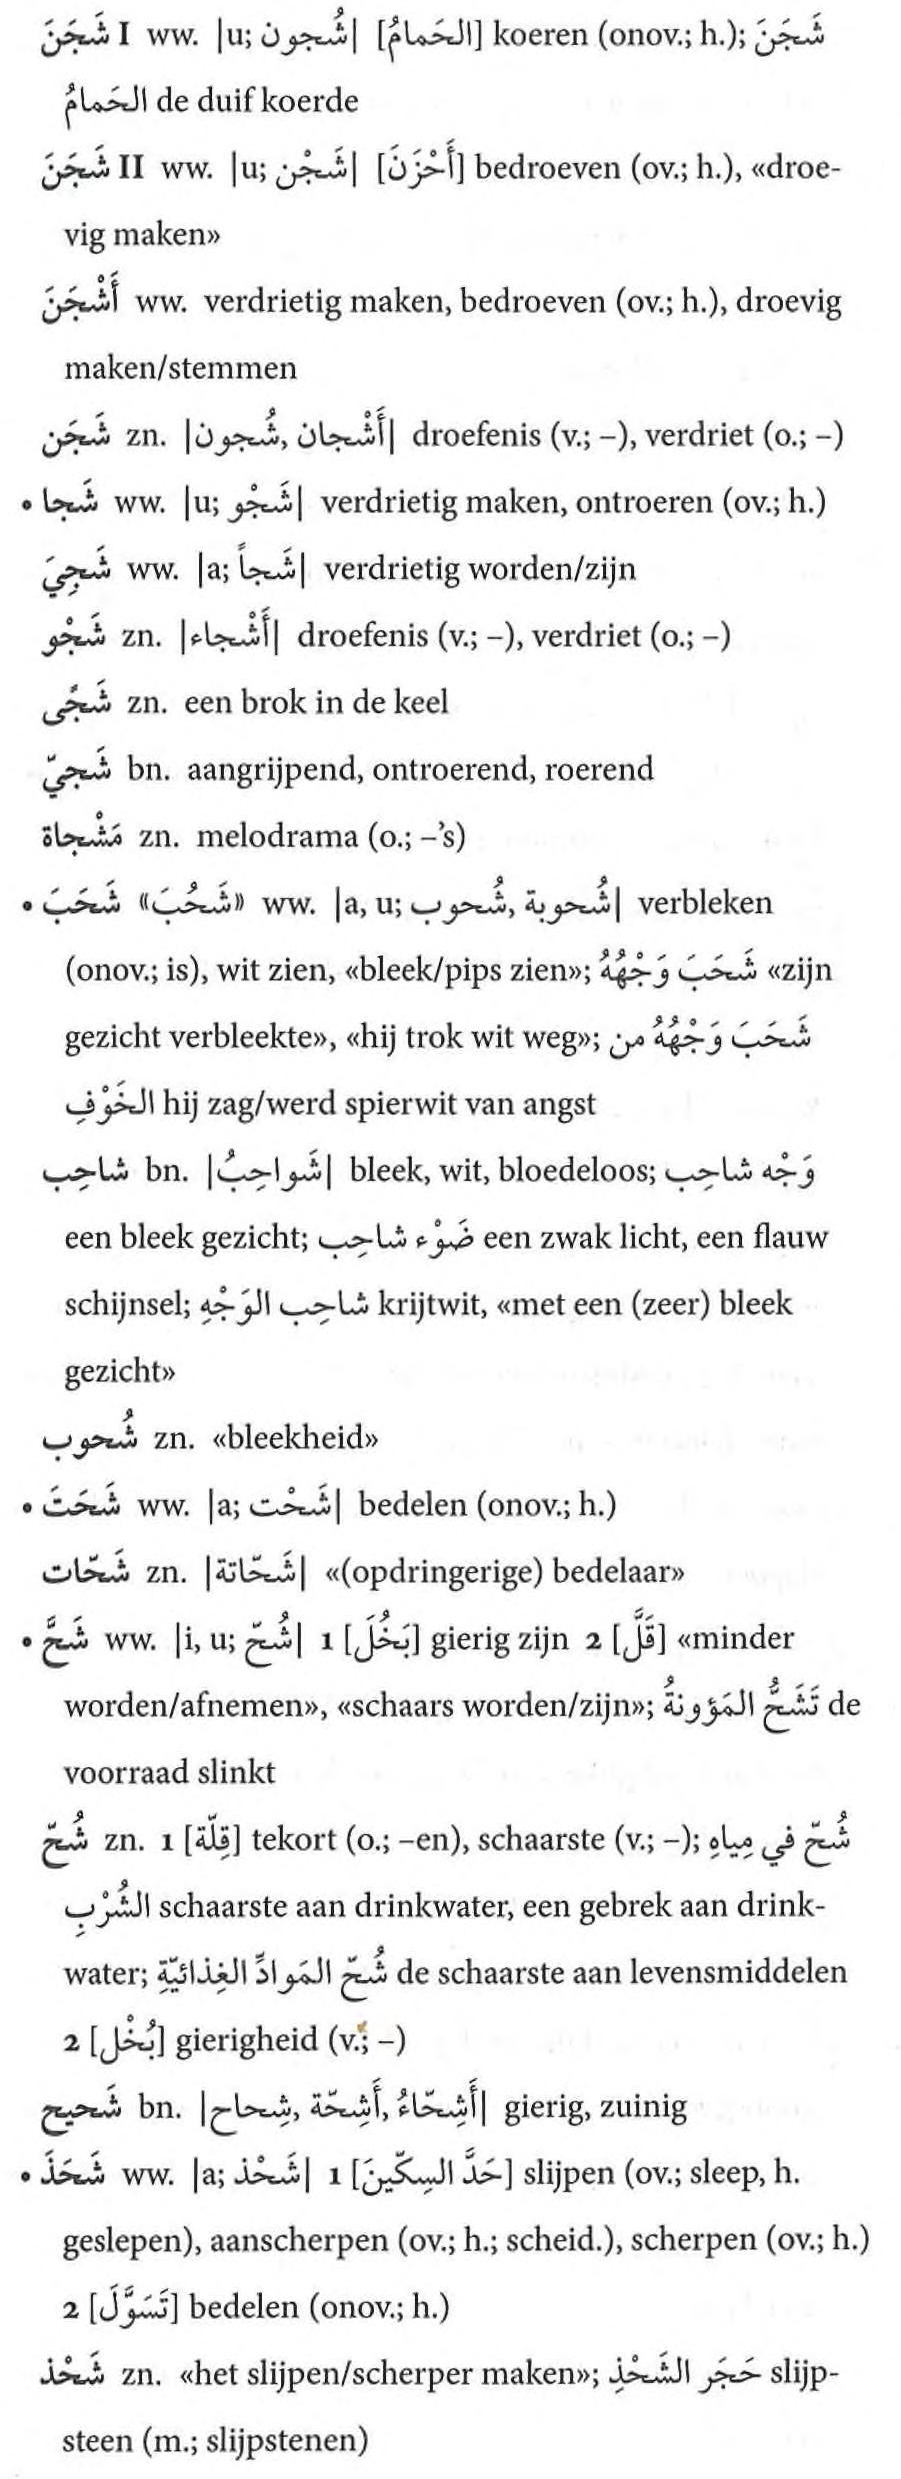 شَجَنَ I ww. |u; شُجون| [الحَمامُ] koeren (onov.; h.); شَجَنَ
الحَمامُ de duif koerde
شَجَنَ II ww. |u; شَجْن| [أَحْزَنَ] bedroeven (ov.; h.), «droe-
vig maken»
أَشْجَنَ ww. verdrietig maken, bedroeven (ov.; h.), droevig
maken/stemmen
شَجَن zn. |أَشْجان, شُجون| droefenis (v.; –), verdriet (o.; –)
• شَجا ww. |u; شَجْو| verdrietig maken, ontroeren (ov.; h.)
شَجِيَ ww. |a; شَجاً| verdrietig worden/zijn
شَجْو zn. |أَشْجاء| droefenis (v.; –), verdriet (o.; –)
شَجًى zn. een brok in de keel
شَجيّ bn. aangrijpend, ontroerend, roerend
مَشْجاة zn. melodrama (o.; –’s)
• شَحَبَ «شَحُبَ» ww. |a, u; شُحوبة, شُحوب| verbleken
(onov.; is), wit zien, «bleek/pips zien»; شَحَبَ وَجْهُهُ «zijn
gezicht verbleekte», «hij trok wit weg»; شَحَبَ وَجْهُهُ من
الخَوْفِ hij zag/werd spierwit van angst
شاحِب bn. |شَواحِبُ| bleek, wit, bloedeloos; وَجْه شاحِب
een bleek gezicht; ضَوْء شاحِب een zwak licht, een flauw
schijnsel; شاحِب الوَجْهِ krijtwit, «met een (zeer) bleek
gezicht»
شُحوب zn. «bleekheid»
• شَحَتَ ww. |a; شَحْت| bedelen (onov.; h.)
شَحّات zn. |شَحّاتة| «(opdringerige) bedelaar»
• شَحَّ ww. |i, u; شُحّ| 1 [بَخُلَ] gierig zijn 2 [قَلَّ] «minder
worden/afnemen», «schaars worden/zijn»; تَشَحُّ المَؤونةُ de
voorraad slinkt
شُحّ zn. 1 [قِلّة] tekort (o.; –en), schaarste (v.; –); شُحّ في مِياهِ
الشُرْبِ schaarste aan drinkwater, een gebrek aan drink-
water; شُحّ المَوادِّ الغِذائيّةِ de schaarste aan levensmiddelen
2 [بُخْل] gierigheid (v.; –)
شَحيح bn. |أَشِحّاءُ, أَشِحّة, شِحاح| gierig, zuinig
• شَحَذَ ww. |a; شَحْذ| 1 [حَدَّ السِكّينَ] slijpen (ov.; sleep, h.
geslepen), aanscherpen (ov.; h.; scheid.), scherpen (ov.; h.)
2 [تَسَوَّلَ] bedelen (onov.; h.)
شَحْذ zn. «het slijpen/scherper maken»; حَجَر الشَحْذِ slijp-
steen (m.; slijpstenen)